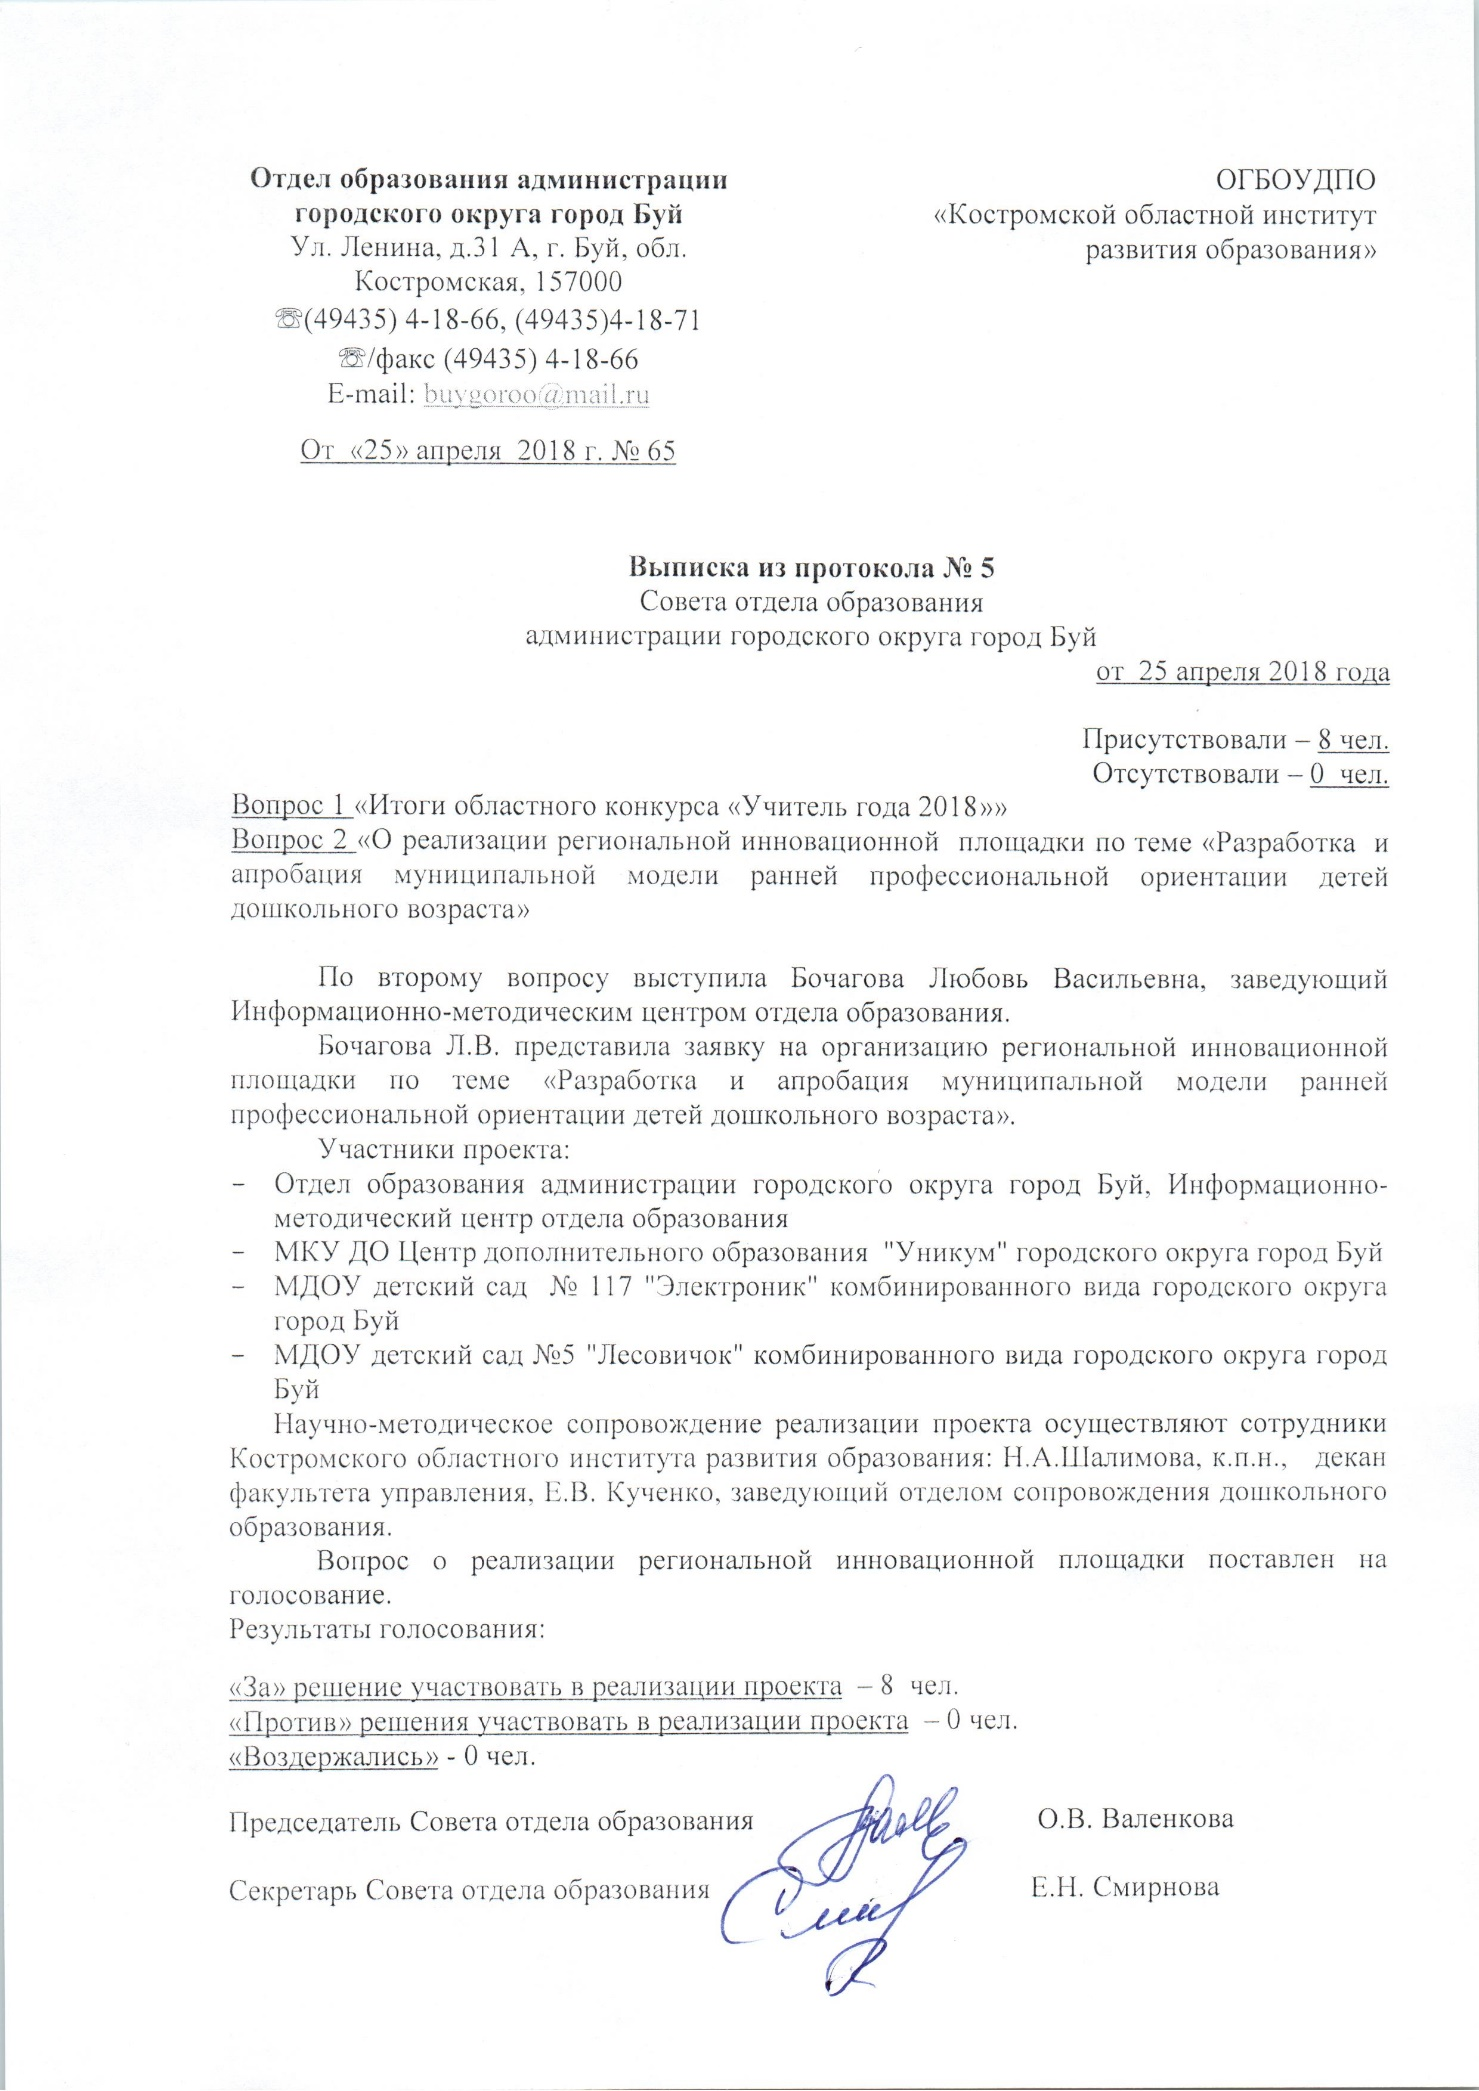 Отдел образования администрации
городского округа город Буй
Ул. Ленина, д.31 А, г. Буй, обл.
Костромская, 157000
☏(49435) 4-18-66, (49435)4-18-71
☏/факс (49435) 4-18-66
E-mail: buygoroo@mail.ru
От «25» апреля 2018 г. № 65
ОГБОУДПО
«Костромской областной институт
развития образования»
Выписка из протокола № 5
Совета отдела образования
администрации городского округа город Буй
от 25 апреля 2018 года
Присутствовали – 8 чел.
Отсутствовали – 0 чел.
Вопрос 1 «Итоги областного конкурса «Учитель года 2018»»
Вопрос 2 «О реализации региональной инновационной площадки по теме «Разработка и
апробация муниципальной модели ранней профессиональной ориентации детей
дошкольного возраста»
По второму вопросу выступила Бочагова Любовь Васильевна, заведующий
Информационно-методическим центром отдела образования.
Бочагова Л.В. представила заявку на организацию региональной инновационной
площадки по теме «Разработка и апробация муниципальной модели ранней
профессиональной ориентации детей дошкольного возраста».
Участники проекта:
- Отдел образования администрации городского округа город Буй, Информационно-
методический центр отдела образования
- МКУ ДО Центр дополнительного образования "Уникум" городского округа город Буй
- МДОУ детский сад № 117 "Электроник" комбинированного вида городского округа
город Буй
- МДОУ детский сад №5 "Лесовичок" комбинированного вида городского округа город
Буй
Научно-методическое сопровождение реализации проекта осуществляют сотрудники
Костромского областного института развития образования: Н.А.Шалимова, к.п.н., декан
факультета управления, Е.В. Кученко, заведующий отделом сопровождения дошкольного
образования.
Вопрос о реализации региональной инновационной площадки поставлен на
голосование.
Результаты голосования:
«За» решение участвовать в реализации проекта – 8 чел.
«Против» решения участвовать в реализации проекта – 0 чел.
«Воздержались» - 0 чел.
Председатель Совета отдела образования О.В. Валенкова
Секретарь Совета отдела образования Е.Н. Смирнова